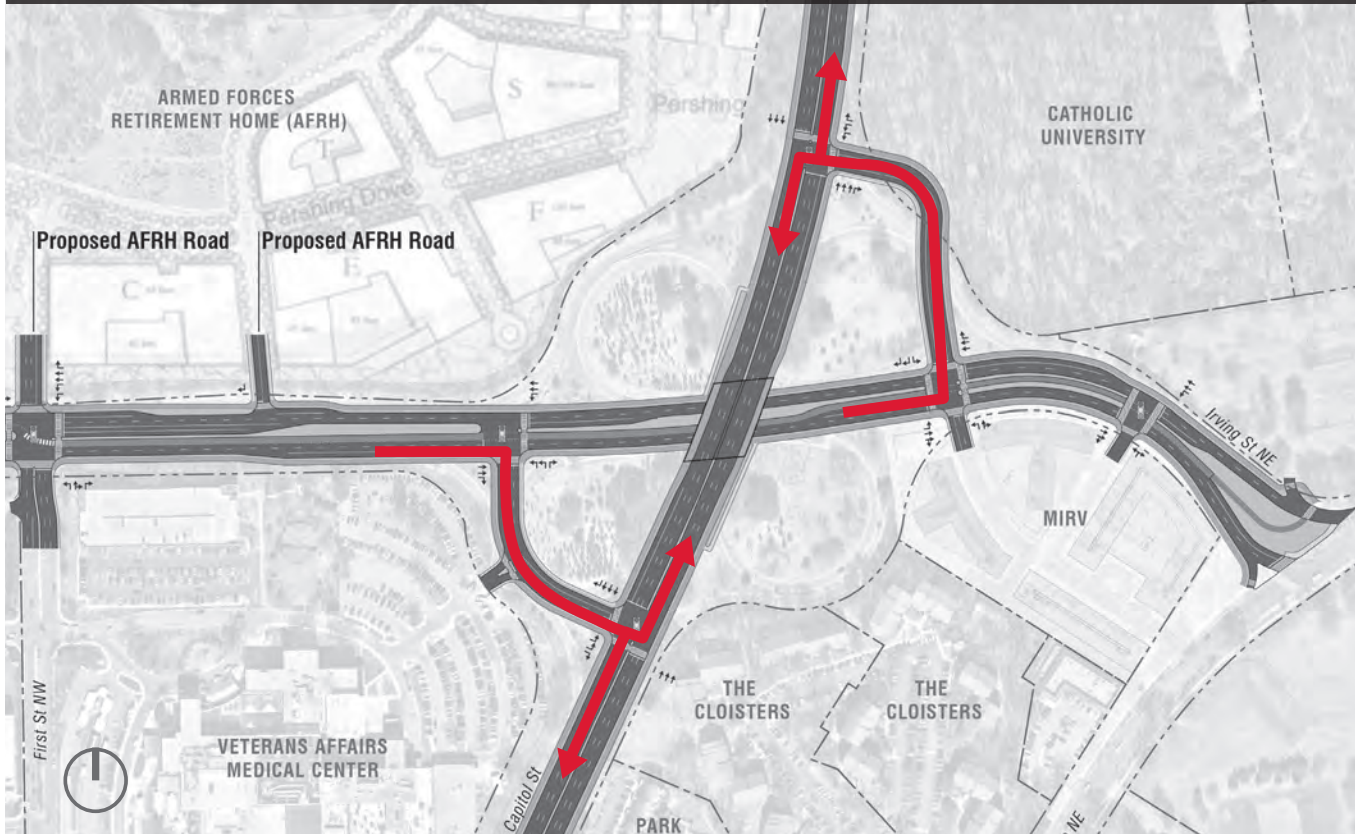 ARMED FORCES
RETIREMENT HOME (AFRH)
S
Pershing
CATHOLIC
UNIVERSITY
T
Pershing Drove
F
Proposed AFRH Road
Proposed AFRH Road
E
C
Irving St NE
MIRV
First St NW
THE
CLOISTERS
THE
CLOISTERS
VETERANS AFFAIRS
MEDICAL CENTER
Capitol St
PARK
NE